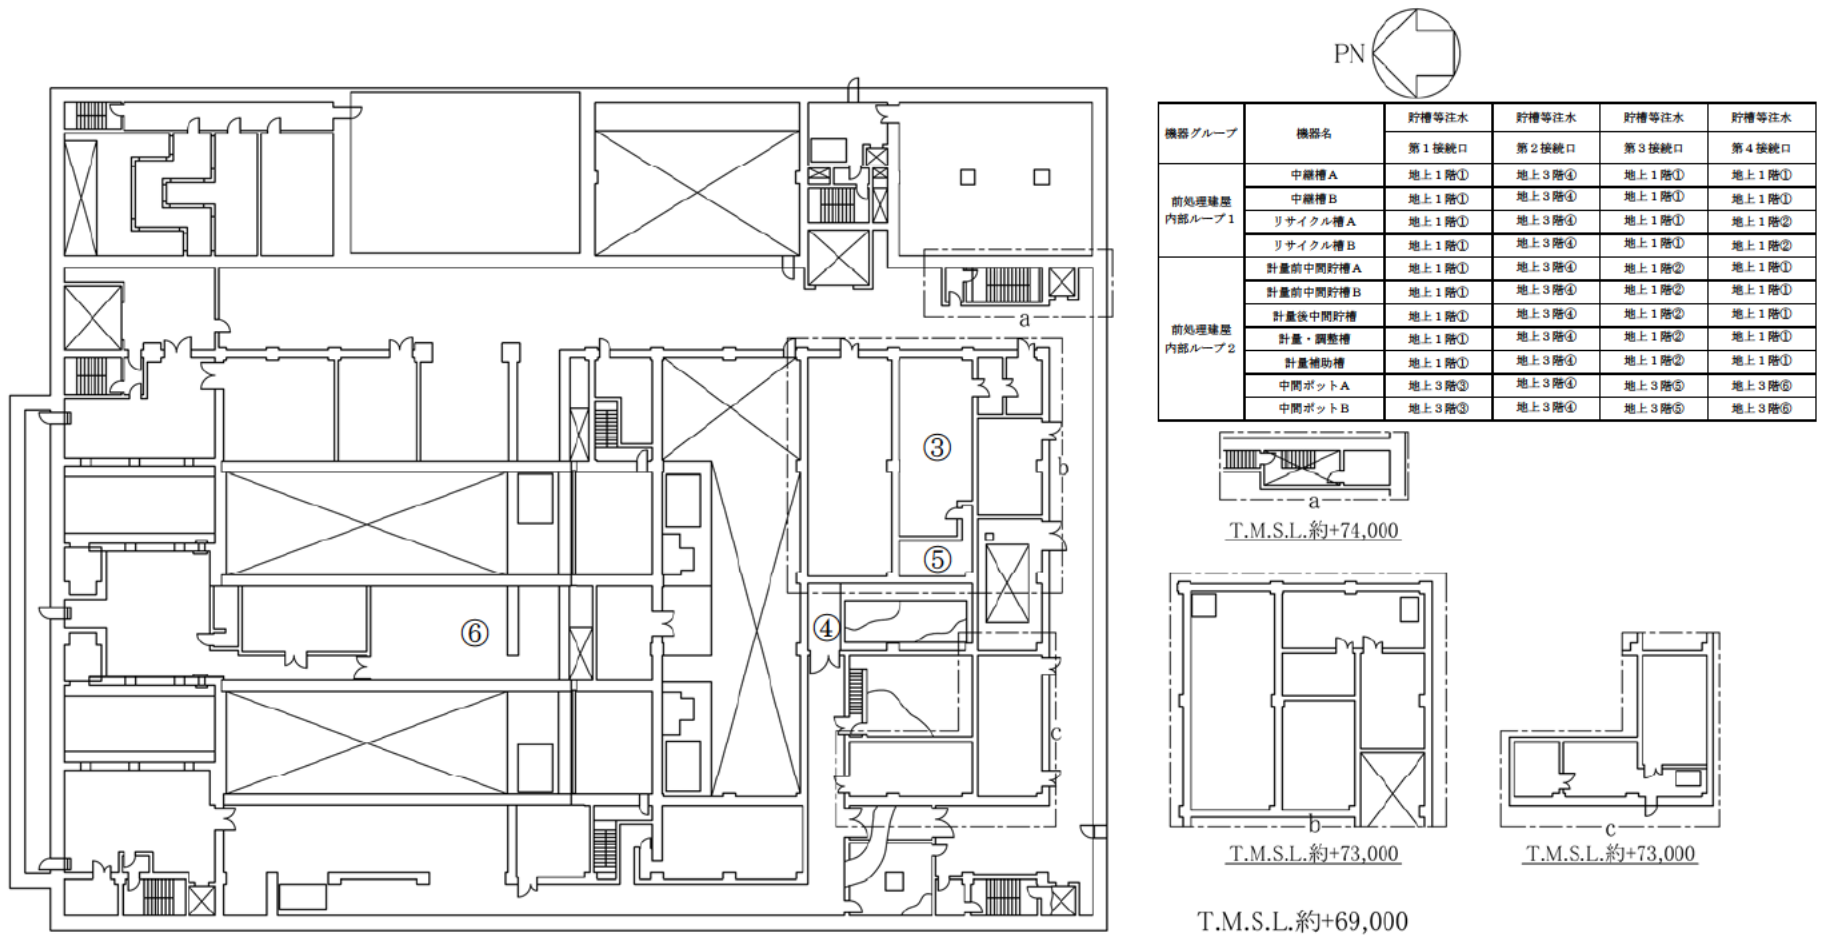 PN
機器グループ 機器名 貯槽等注水 貯槽等注水 貯槽等注水 貯槽等注水
第1接続口 第2接続口 第3接続口 第4接続口
前処理建屋
内部ループ1
中継槽A 地上1階① 地上3階④ 地上1階① 地上1階①
中継槽B 地上1階① 地上3階④ 地上1階① 地上1階①
リサイクル槽A 地上1階① 地上3階④ 地上1階① 地上1階②
リサイクル槽B 地上1階① 地上3階④ 地上1階① 地上1階②
前処理建屋
内部ループ2
計量前中間貯槽A 地上1階① 地上3階④ 地上1階② 地上1階①
計量前中間貯槽B 地上1階① 地上3階④ 地上1階② 地上1階①
計量後中間貯槽 地上1階① 地上3階④ 地上1階② 地上1階①
計量・調整槽 地上1階① 地上3階④ 地上1階② 地上1階①
計量補助槽 地上1階① 地上3階④ 地上1階② 地上1階①
中間ポットA 地上3階③ 地上3階④ 地上3階⑤ 地上3階⑥
中間ポットB 地上3階③ 地上3階④ 地上3階⑤ 地上3階⑥
a
③
b
⑤
⑥
④
c
a
T.M.S.L.約+74,000
b
T.M.S.L.約+73,000
c
T.M.S.L.約+73,000
T.M.S.L.約+69,000